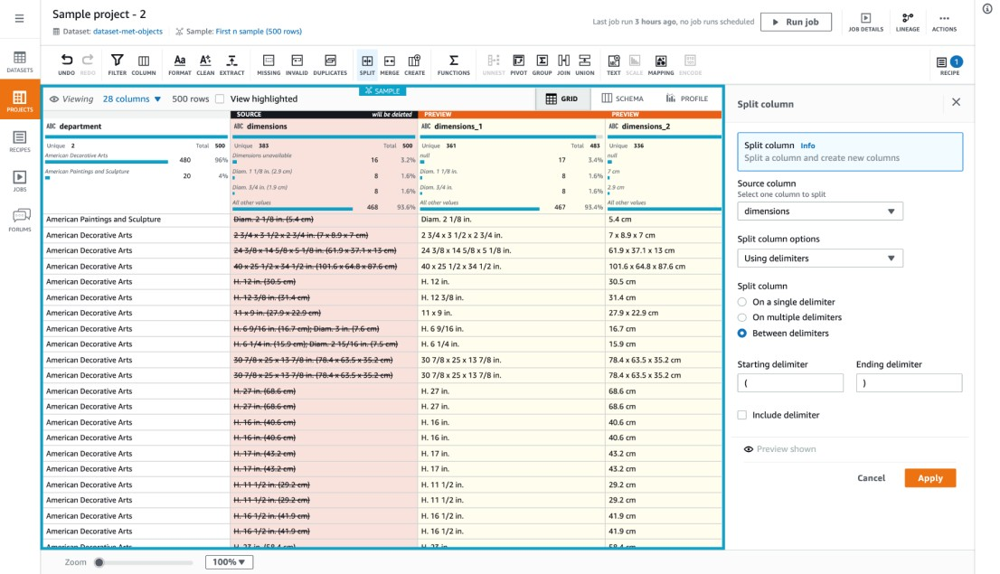 Sample project - 2
Dataset: dataset-met-objects Sample: First n sample (500 rows)
Last job run 3 hours ago, no job runs scheduled
Run job
JOB DETAILS LINEAGE ACTIONS
DATASETS
PROJECTS
RECIPES
JOBS
FORUMS
UNDO REDO FILTER COLUMN FORMAT CLEAN EXTRACT MISSING INVALID DUPLICATES SPLIT MERGE CREATE FUNCTIONS UNNEST PIVOT GROUP JOIN UNION TEXT SCALE MAPPING ENCODE
1
RECIPE
SAMPLE
Viewing 28 columns 500 rows View highlighted
GRID SCHEMA PROFILE
SOURCE will be deleted PREVIEW PREVIEW
ABC department ABC dimensions ABC dimensions_1 ABC dimensions_2
Unique 2 Total 500 Unique 383 Total 500 Unique 361 Total 483 Unique 336
American Decorative Arts 480 96% Dimensions unavailable 16 3.2% null 17 3.4% null
American Paintings and Sculpture 20 4% Diam. 1 1/8 in. (2.9 cm) 8 1.6% Diam. 1 1/8 in. 8 1.6% 7 cm
Diam. 3/4 in. (1.9 cm) 8 1.6% Diam. 3/4 in. 8 1.6% 2.9 cm
All other values 468 93.6% All other values 467 93.4% All other values
American Paintings and Sculpture Diam. 2 1/8 in. (5.4 cm) Diam. 2 1/8 in. 5.4 cm
American Decorative Arts 2 3/4 x 3 1/2 x 2 3/4 in. (7 x 8.9 x 7 cm) 2 3/4 x 3 1/2 x 2 3/4 in. 7 x 8.9 x 7 cm
American Decorative Arts 24 3/8 x 14 5/8 x 5 1/8 in. (61.9 x 37.1 x 13 cm) 24 3/8 x 14 5/8 x 5 1/8 in. 61.9 x 37.1 x 13 cm
American Decorative Arts 40 x 25 1/2 x 34 1/2 in. (101.6 x 64.8 x 87.6 cm) 40 x 25 1/2 x 34 1/2 in. 101.6 x 64.8 x 87.6 cm
American Decorative Arts H. 12 in. (30.5 cm) H. 12 in. 30.5 cm
American Decorative Arts H. 12 3/8 in. (31.4 cm) H. 12 3/8 in. 31.4 cm
American Decorative Arts 11 x 9 in. (27.9 x 22.9 cm) 11 x 9 in. 27.9 x 22.9 cm
American Decorative Arts H. 6 9/16 in. (16.7 cm); Diam. 3 in. (7.6 cm) H. 6 9/16 in. 16.7 cm
American Decorative Arts H. 6 1/4 in. (15.9 cm); Diam. 2 15/16 in. (7.5 cm) H. 6 1/4 in. 15.9 cm
American Decorative Arts 30 7/8 x 25 x 13 7/8 in. (78.4 x 63.5 x 35.2 cm) 30 7/8 x 25 x 13 7/8 in. 78.4 x 63.5 x 35.2 cm
American Decorative Arts 30 7/8 x 25 x 13 7/8 in. (78.4 x 63.5 x 35.2 cm) 30 7/8 x 25 x 13 7/8 in. 78.4 x 63.5 x 35.2 cm
American Decorative Arts H. 27 in. (68.6 cm) H. 27 in. 68.6 cm
American Decorative Arts H. 27 in. (68.6 cm) H. 27 in. 68.6 cm
American Decorative Arts H. 16 in. (40.6 cm) H. 16 in. 40.6 cm
American Decorative Arts H. 16 in. (40.6 cm) H. 16 in. 40.6 cm
American Decorative Arts H. 17 in. (43.2 cm) H. 17 in. 43.2 cm
American Decorative Arts H. 17 in. (43.2 cm) H. 17 in. 43.2 cm
American Decorative Arts H. 11 1/2 in. (29.2 cm) H. 11 1/2 in. 29.2 cm
American Decorative Arts H. 11 1/2 in. (29.2 cm) H. 11 1/2 in. 29.2 cm
American Decorative Arts H. 16 1/2 in. (41.9 cm) H. 16 1/2 in. 41.9 cm
American Decorative Arts H. 16 1/2 in. (41.9 cm) H. 16 1/2 in. 41.9 cm
American Decorative Arts H. 23 in. (58.4 cm) H. 23 in. 58.4 cm
Zoom 100%
Split column
Split column Info
Split a column and create new columns
Source column
Select one column to split
dimensions
Split column options
Using delimiters
Split column
On a single delimiter
On multiple delimiters
Between delimiters
Starting delimiter Ending delimiter
( )
Include delimiter
Preview shown
Cancel Apply